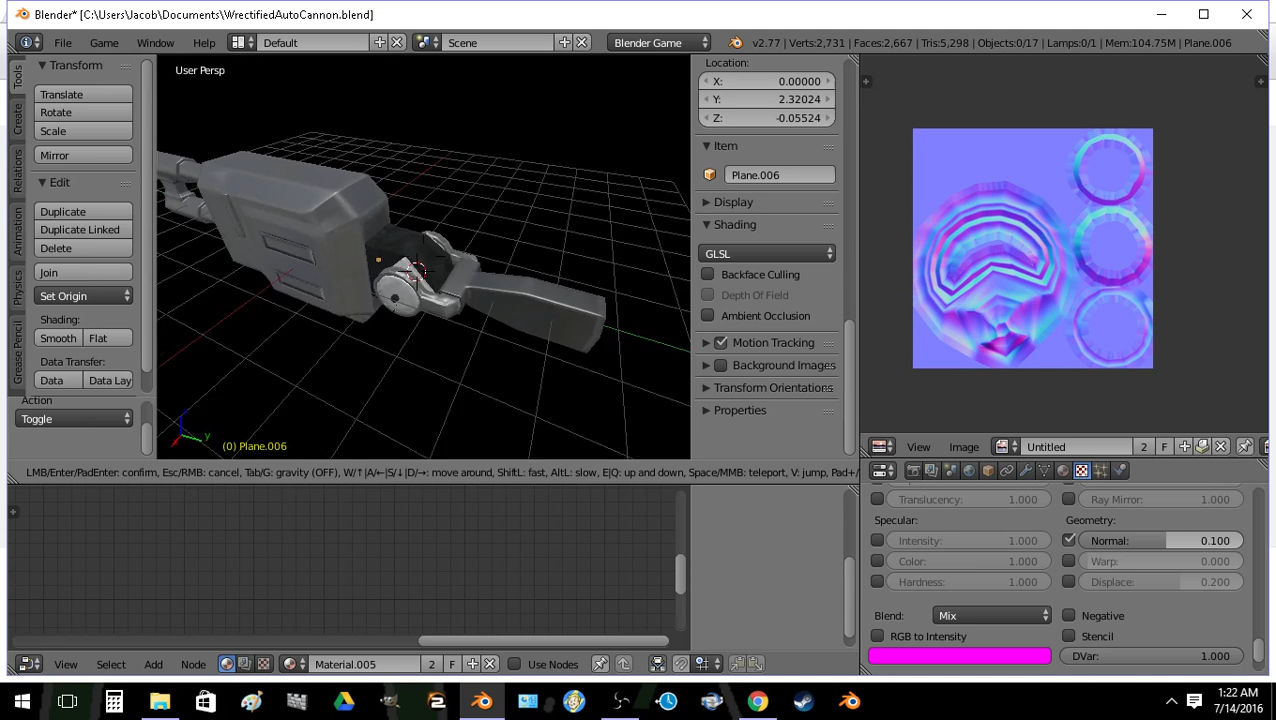 Blender* [C:\Users\Jacob\Documents\WrectifiedAutoCannon.blend]
File Game Window Help Default Scene Blender Game v2.77 | Verts:2,731 | Faces:2,667 | Tris:5,298 | Objects:0/17 | Lamps:0/1 | Mem:104.75M | Plane.006
Tools
Create
Relations
Animation
Physics
Grease Pencil
Transform
Translate
Rotate
Scale
Mirror
Edit
Duplicate
Duplicate Linked
Delete
Join
Set Origin
Shading:
Smooth Flat
Data Transfer:
Data Data Lay
Action
Toggle
User Persp
y
(0) Plane.006
Location:
X: 0.00000
Y: 2.32024
Z: -0.05524
Item
Plane.006
Display
Shading
GLSL
Backface Culling
Depth Of Field
Ambient Occlusion
Motion Tracking
Background Images
Transform Orientations
Properties
LMB/Enter/PadEnter: confirm, Esc/RMB: cancel, Tab/G: gravity (OFF), W/↑|A/←|S/↓|D/→: move around, ShiftL: fast, AltL: slow, E|Q: up and down, Space/MMB: teleport, V: jump, Pad+/
View Image Untitled 2 F
Translucency: 1.000 Ray Mirror: 1.000
Specular: Geometry:
Intensity: 1.000 Normal: 0.100
Color: 1.000 Warp: 0.000
Hardness: 1.000 Displace: 0.200
Blend: Mix Negative
RGB to Intensity Stencil
DVar: 1.000
View Select Add Node Material.005 2 F Use Nodes
1:22 AM
7/14/2016